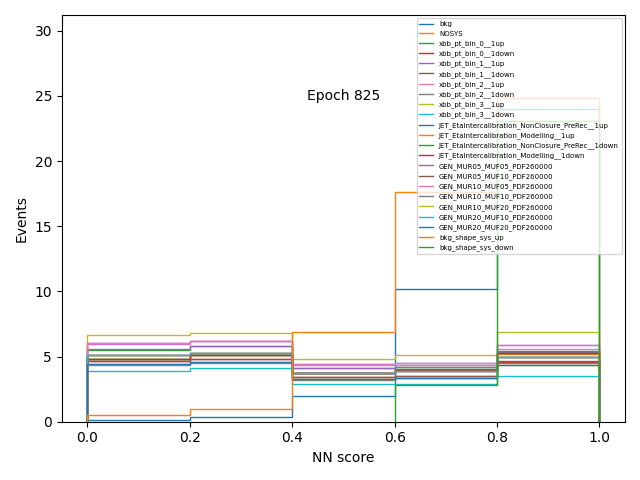 30
25
20
15
10
5
0
Events
Epoch 825
bkg
NOSYS
xbb_pt_bin_0__1up
xbb_pt_bin_0__1down
xbb_pt_bin_1__1up
xbb_pt_bin_1__1down
xbb_pt_bin_2__1up
xbb_pt_bin_2__1down
xbb_pt_bin_3__1up
xbb_pt_bin_3__1down
JET_EtaIntercalibration_NonClosure_PreRec__1up
JET_EtaIntercalibration_Modelling__1up
JET_EtaIntercalibration_NonClosure_PreRec__1down
JET_EtaIntercalibration_Modelling__1down
GEN_MUR05_MUF05_PDF260000
GEN_MUR05_MUF10_PDF260000
GEN_MUR10_MUF05_PDF260000
GEN_MUR10_MUF10_PDF260000
GEN_MUR10_MUF20_PDF260000
GEN_MUR20_MUF10_PDF260000
GEN_MUR20_MUF20_PDF260000
bkg_shape_sys_up
bkg_shape_sys_down
0.0 0.2 0.4 0.6 0.8 1.0
NN score